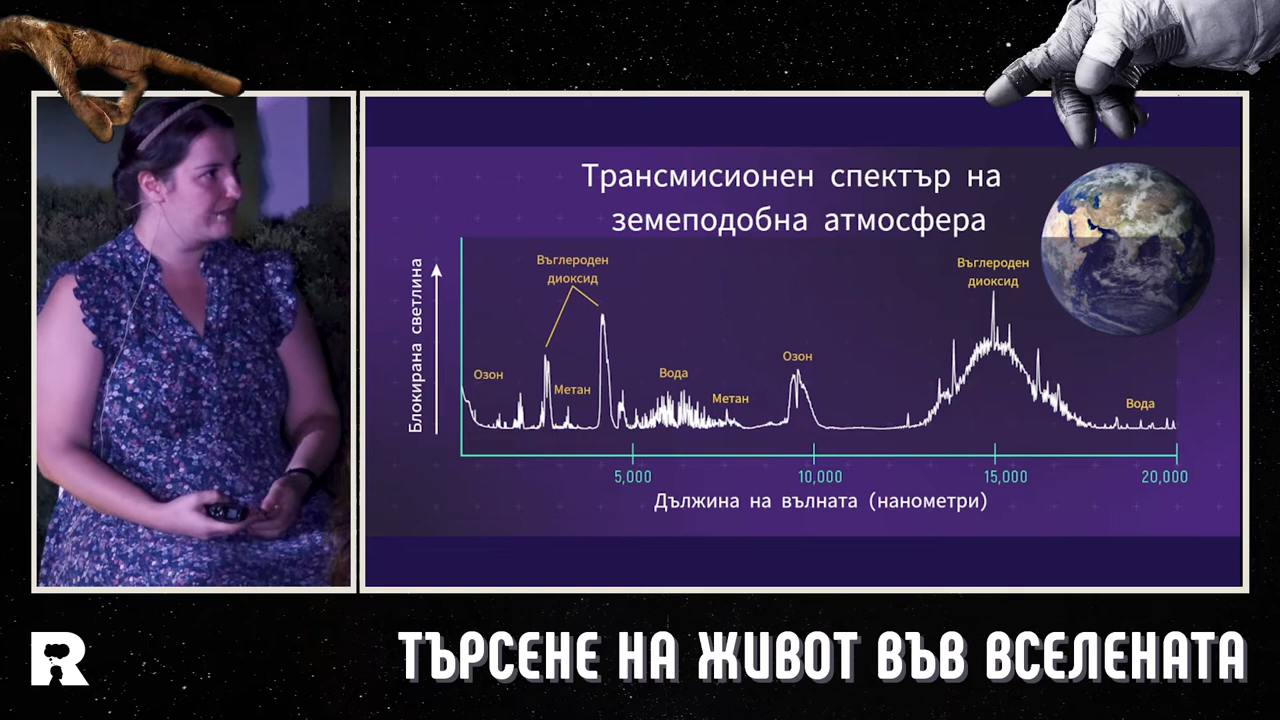 Трансмисионен спектър на
земеподобна атмосфера
Блокирана светлина
Въглероден
диоксид
Въглероден
диоксид
Озон
Озон
Метан
Вода
Метан
Вода
5,000
10,000
15,000
20,000
Дължина на вълната (нанометри)
R
ТЪРСЕНЕ НА ЖИВОТ ВЪВ ВСЕЛЕНАТА